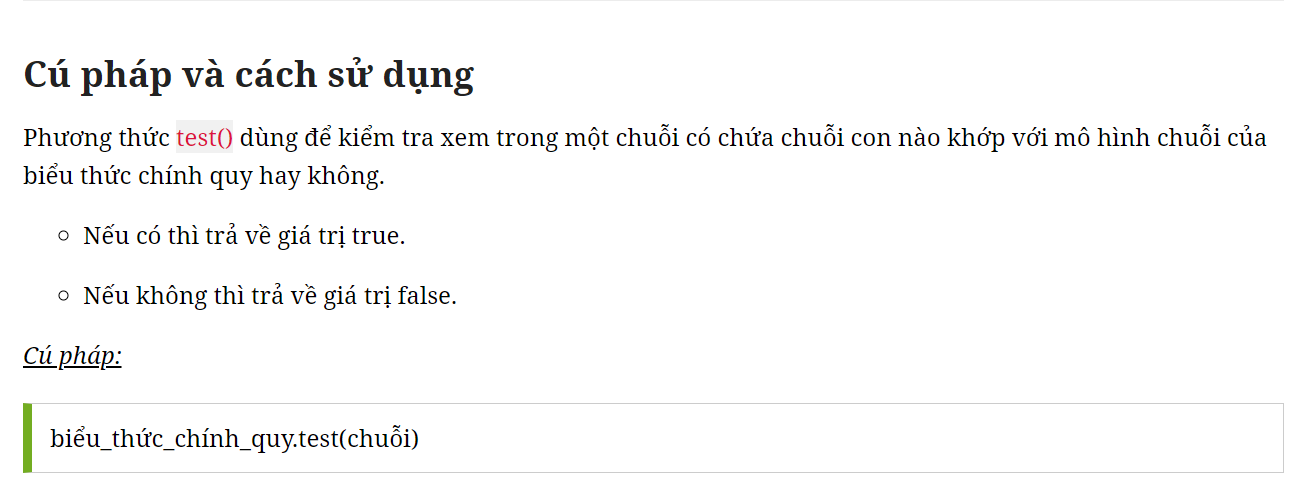 Cú pháp và cách sử dụng
Phương thức test() dùng để kiểm tra xem trong một chuỗi có chứa chuỗi con nào khớp với mô hình chuỗi của
biểu thức chính quy hay không.
Nếu có thì trả về giá trị true.
Nếu không thì trả về giá trị false.
Cú pháp:
biểu_thức_chính_quy.test(chuỗi)